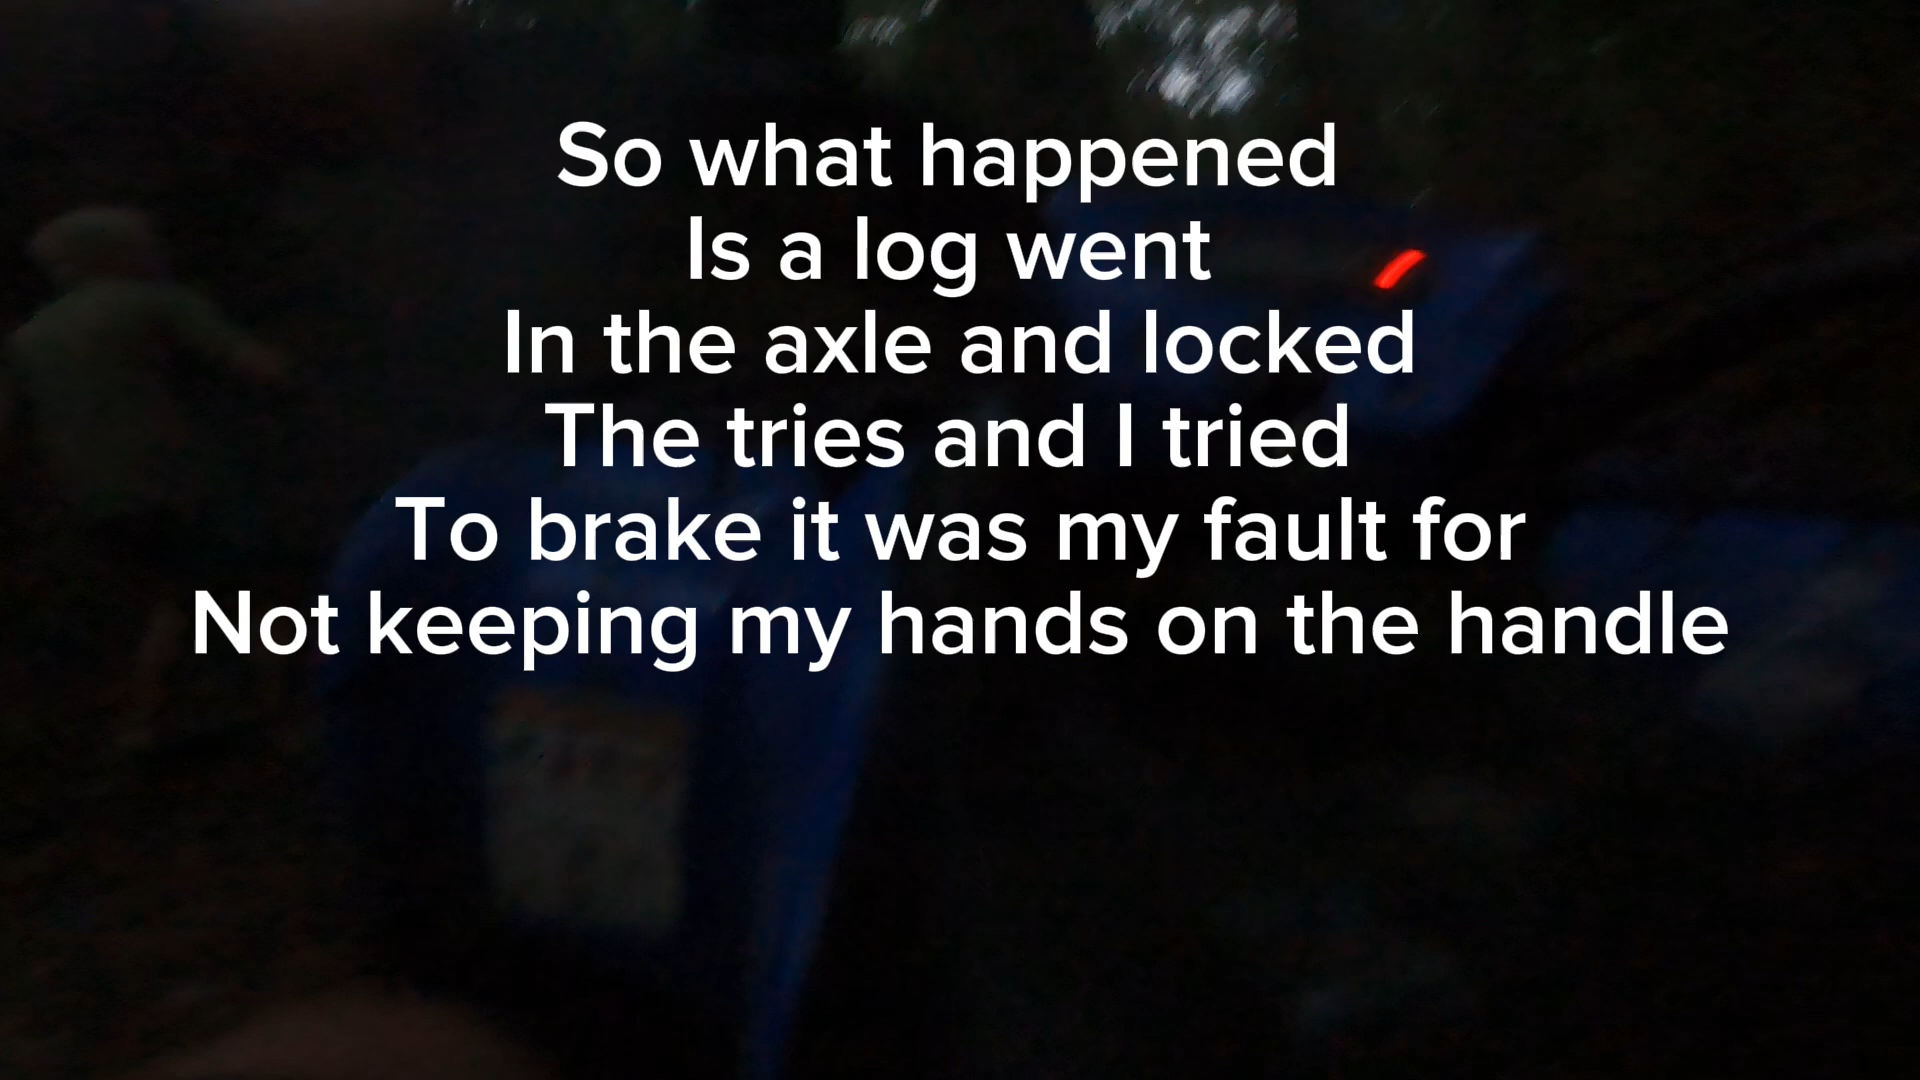 So what happened
Is a log went
In the axle and locked
The tries and I tried
To brake it was my fault for
Not keeping my hands on the handle